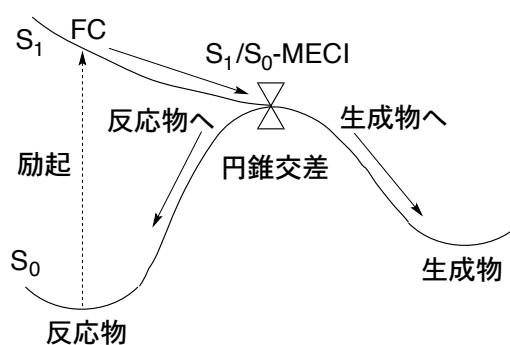 FC
S₁
S₁/S₀-MECI
反応物へ
生成物へ
励起
円錐交差
S₀
生成物
反応物